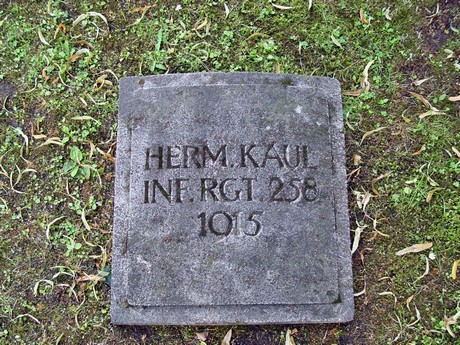 HERM. KAUL
INF. RGT. 258
1915